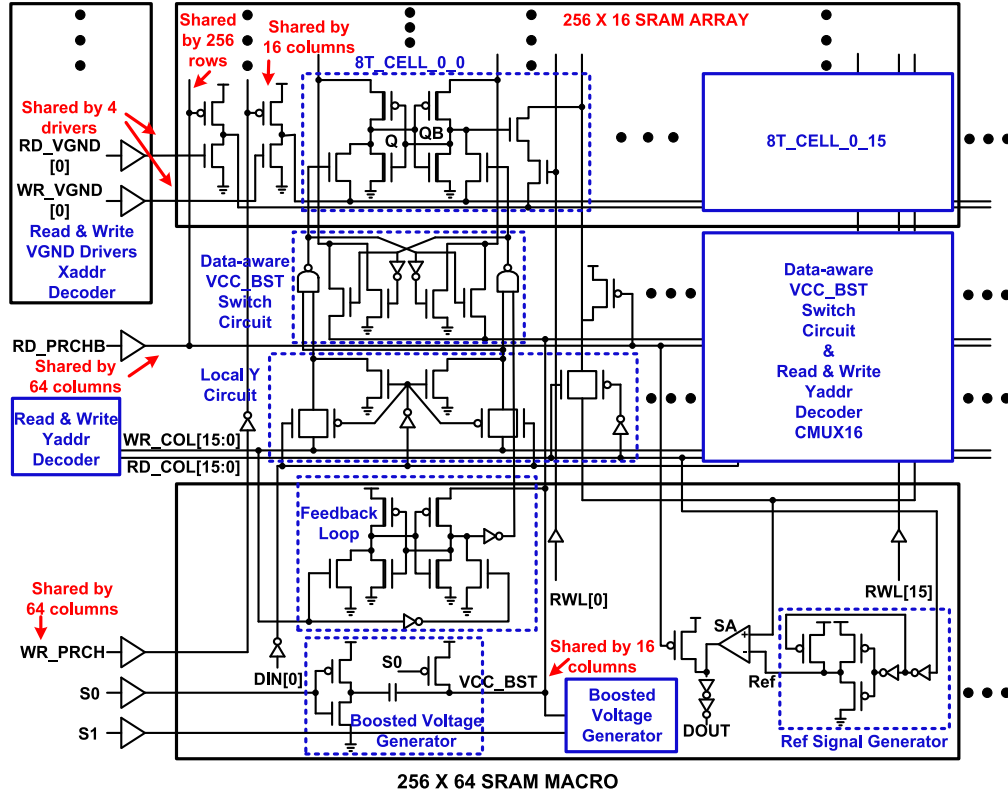 Shared
by 256
rows
Shared by
16 columns
256 X 16 SRAM ARRAY
8T_CELL_0_0
Shared by 4
drivers
RD_VGND
[0]
WR_VGND
[0]
Read & Write
VGND Drivers
Xaddr
Decoder
Q
QB
8T_CELL_0_15
Data-aware
VCC_BST
Switch
Circuit
Data-aware
VCC_BST
Switch
Circuit
&
Read & Write
Yaddr
Decoder
CMUX16
RD_PRCHB
Shared by
64 columns
Local Y
Circuit
Read & Write
Yaddr
Decoder
WR_COL[15:0]
RD_COL[15:0]
Feedback
Loop
Shared by
64 columns
WR_PRCH
RWL[0]
RWL[15]
DIN[0]
S0
VCC_BST
Shared by 16
columns
SA
+
-
Ref
S0
S1
Boosted Voltage
Generator
Boosted
Voltage
Generator
DOUT
Ref Signal Generator
256 X 64 SRAM MACRO